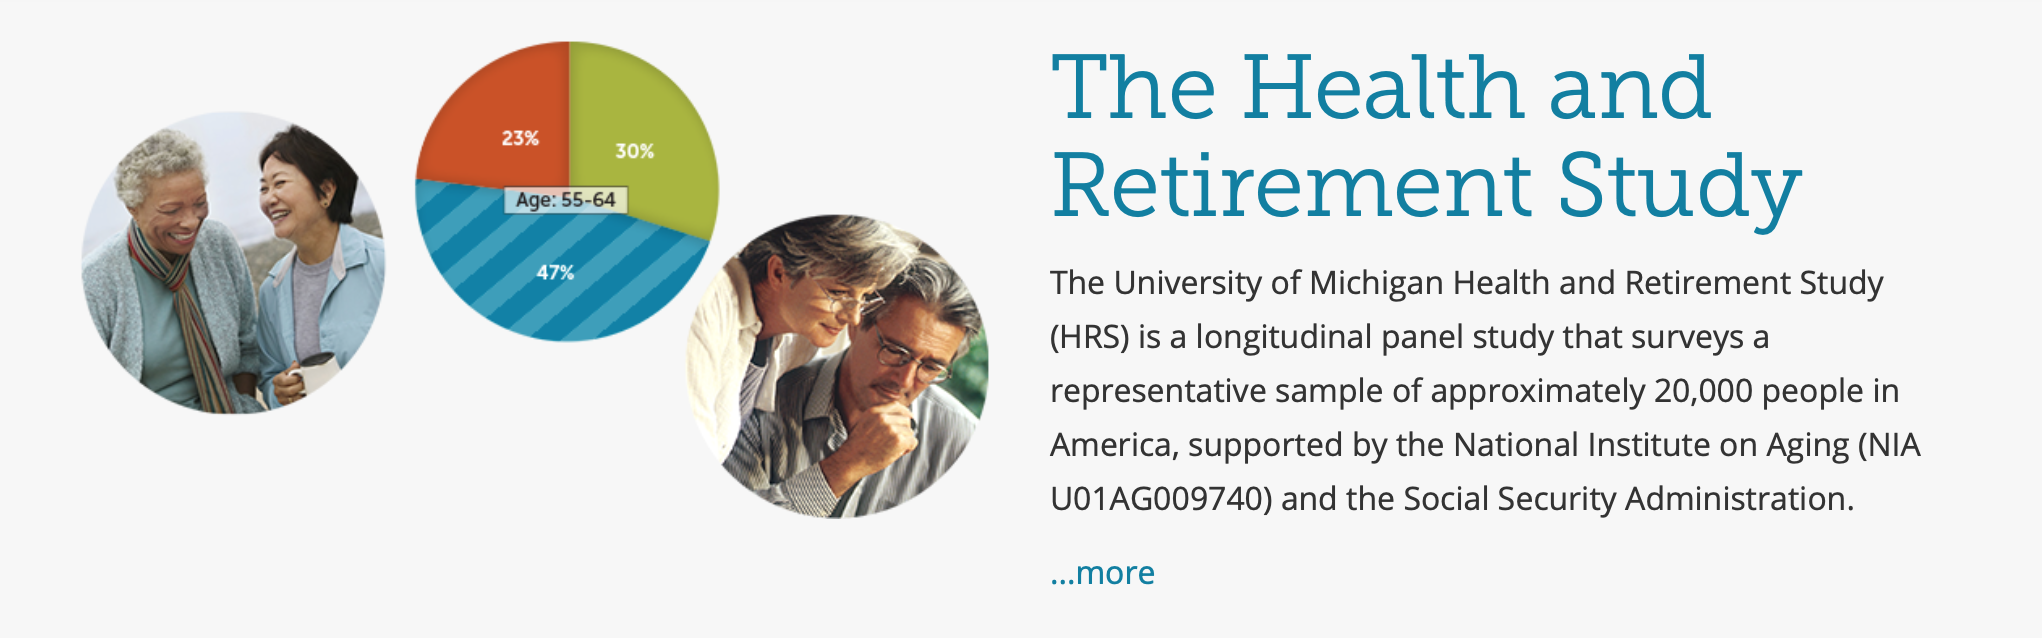 23%
30%
Age: 55-64
47%
The Health and
Retirement Study
The University of Michigan Health and Retirement Study
(HRS) is a longitudinal panel study that surveys a
representative sample of approximately 20,000 people in
America, supported by the National Institute on Aging (NIA
U01AG009740) and the Social Security Administration.
...more